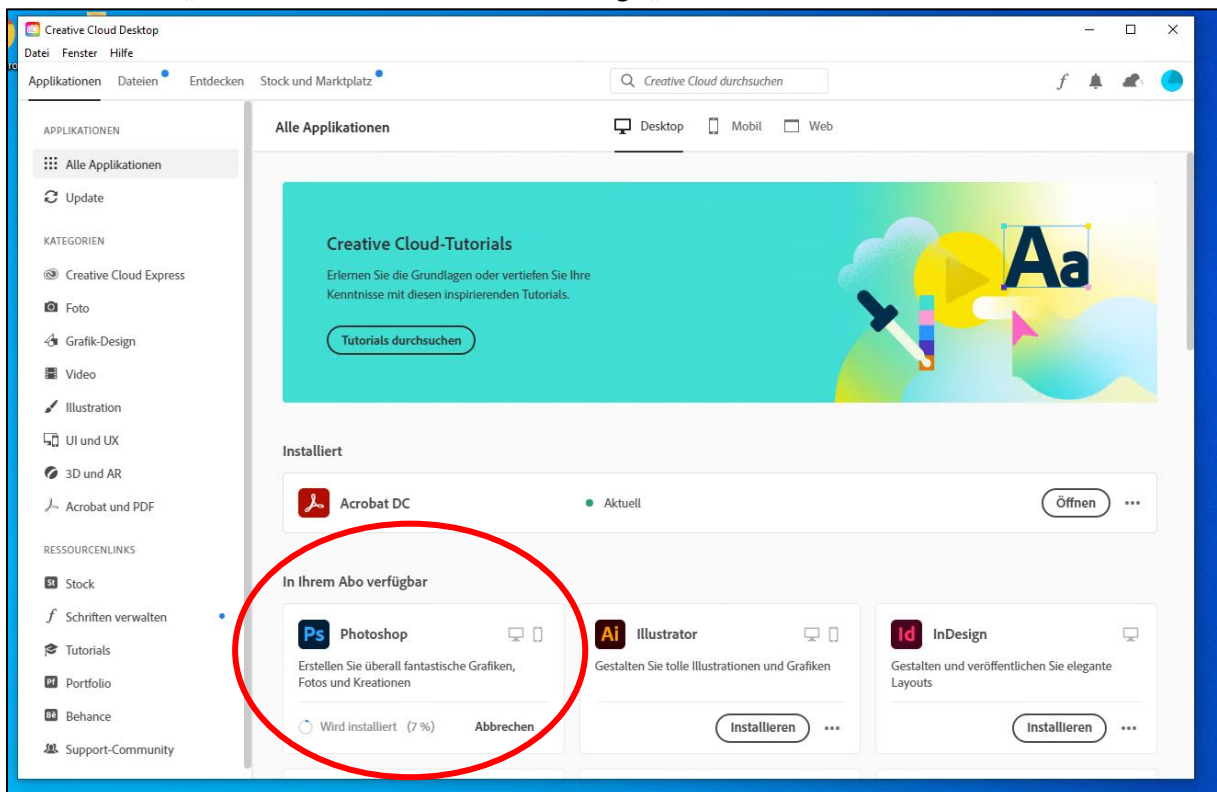 Creative Cloud Desktop
Datei Fenster Hilfe
Applikationen Dateien Entdecken Stock und Marktplatz Creative Cloud durchsuchen
APPLIKATIONEN
Alle Applikationen
Update
KATEGORIEN
Creative Cloud Express
Foto
Grafik-Design
Video
Illustration
UI und UX
3D und AR
Acrobat und PDF
RESSOURCENLINKS
St Stock
Schriften verwalten
Tutorials
Pf Portfolio
Bē Behance
Support-Community
Alle Applikationen Desktop Mobil Web
Creative Cloud-Tutorials
Erlernen Sie die Grundlagen oder vertiefen Sie Ihre
Kenntnisse mit diesen inspirierenden Tutorials.
Tutorials durchsuchen
Aa
Installiert
Acrobat DC Aktuell Öffnen
In Ihrem Abo verfügbar
Ps Photoshop
Erstellen Sie überall fantastische Grafiken,
Fotos und Kreationen
Wird installiert (7 %) Abbrechen
Ai Illustrator
Gestalten Sie tolle Illustrationen und Grafiken
Installieren
Id InDesign
Gestalten und veröffentlichen Sie elegante
Layouts
Installieren